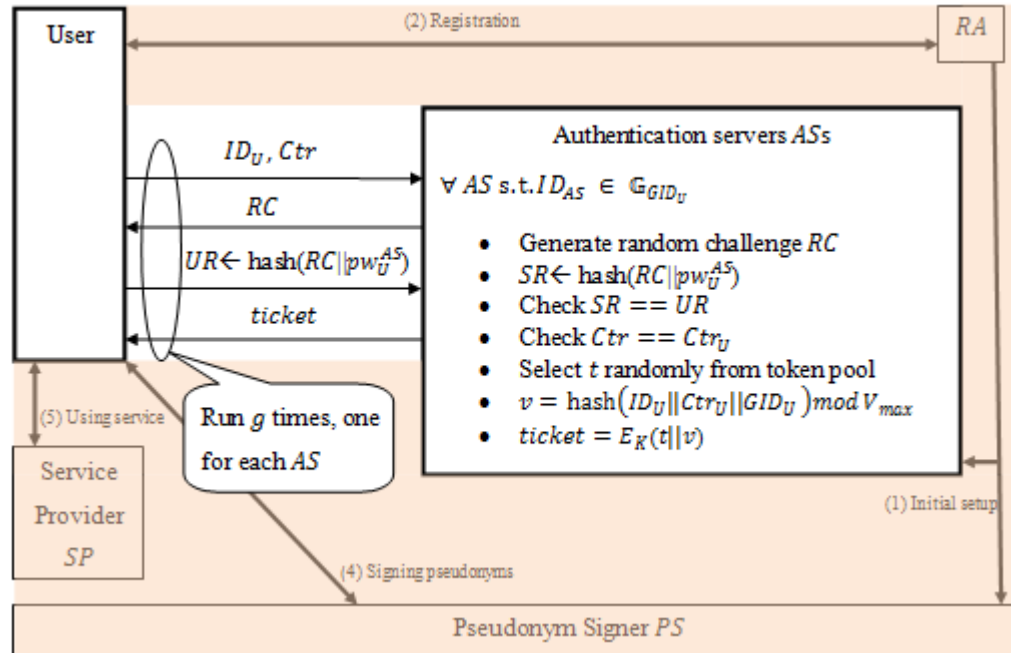 User
(2) Registration
RA
ID_U, Ctr
RC
UR← hash(RC||pw_U^AS)
ticket
Authentication servers ASs
∀ AS s.t. ID_AS ∈ 𝔾_GID_U
• Generate random challenge RC
• SR← hash(RC||pw_U^AS)
• Check SR == UR
• Check Ctr == Ctr_U
• Select t randomly from token pool
• v = hash(ID_U||Ctr_U||GID_U)mod V_max
• ticket = E_K(t||v)
Run g times, one
for each AS
(5) Using service
Service
Provider
SP
(1) Initial setup
(4) Signing pseudonyms
Pseudonym Signer PS